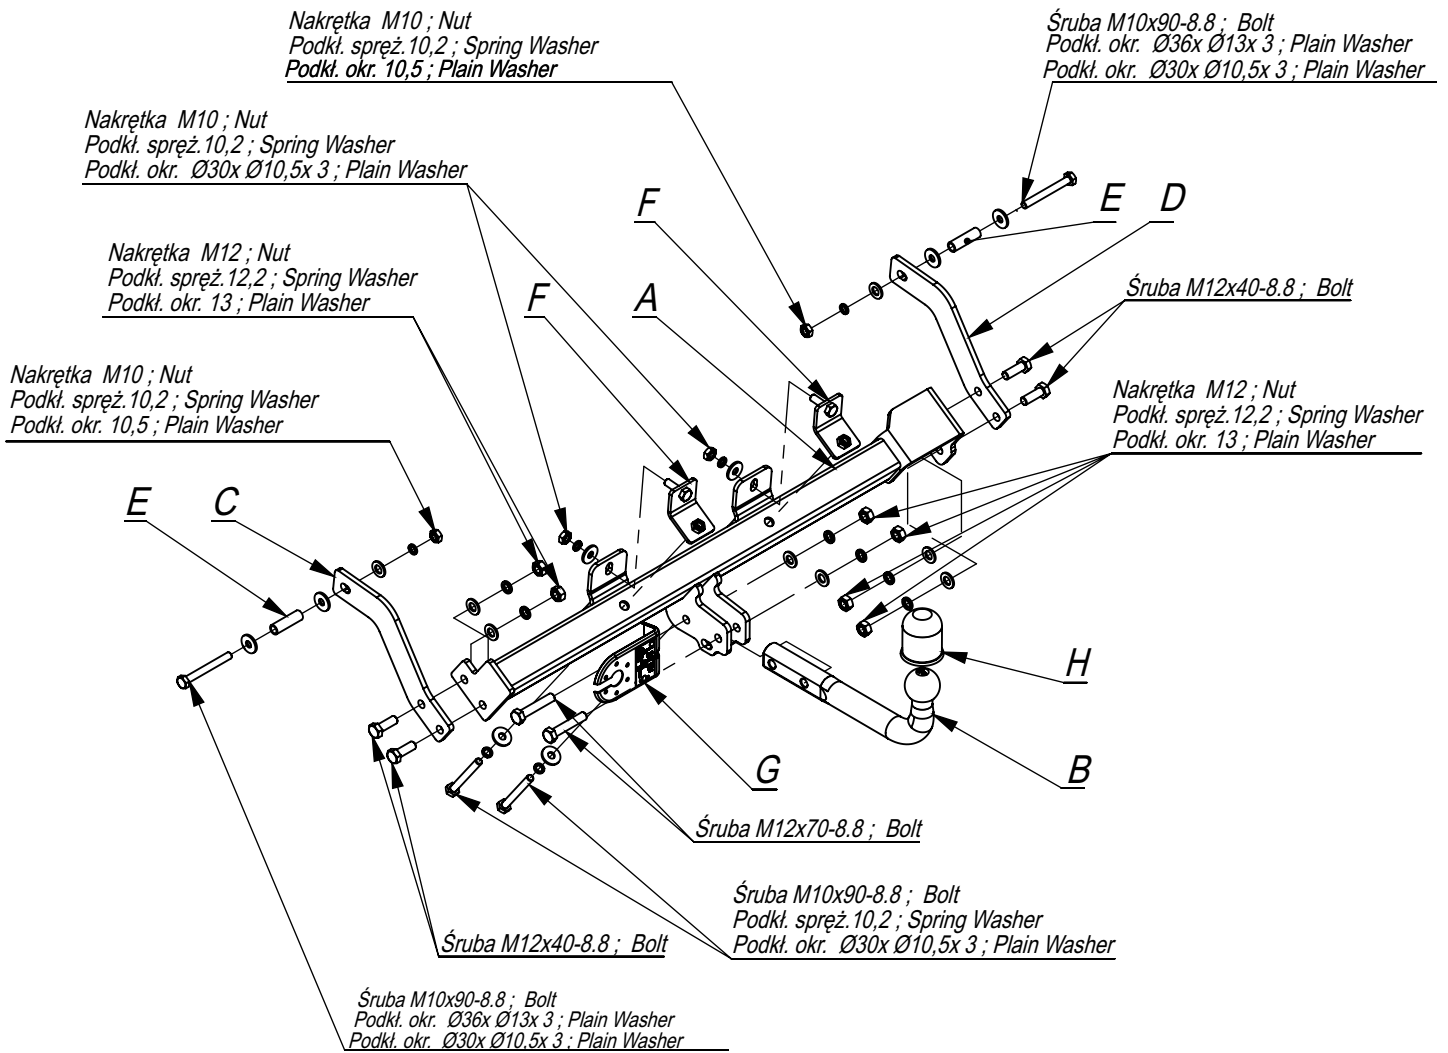 Nakrętka M10 ; Nut
Podkł. spręż.10,2 ; Spring Washer
Podkł. okr. 10,5 ; Plain Washer
Śruba M10x90-8.8 ; Bolt
Podkł. okr. Ø36x Ø13x 3 ; Plain Washer
Podkł. okr. Ø30x Ø10,5x 3 ; Plain Washer
Nakrętka M10 ; Nut
Podkł. spręż.10,2 ; Spring Washer
Podkł. okr. Ø30x Ø10,5x 3 ; Plain Washer
F
E
D
Nakrętka M12 ; Nut
Podkł. spręż.12,2 ; Spring Washer
Podkł. okr. 13 ; Plain Washer
F
A
Śruba M12x40-8.8 ; Bolt
Nakrętka M10 ; Nut
Podkł. spręż.10,2 ; Spring Washer
Podkł. okr. 10,5 ; Plain Washer
Nakrętka M12 ; Nut
Podkł. spręż.12,2 ; Spring Washer
Podkł. okr. 13 ; Plain Washer
E
C
H
G
B
Śruba M12x70-8.8 ; Bolt
Śruba M10x90-8.8 ; Bolt
Podkł. spręż.10,2 ; Spring Washer
Podkł. okr. Ø30x Ø10,5x 3 ; Plain Washer
Śruba M12x40-8.8 ; Bolt
Śruba M10x90-8.8 ; Bolt
Podkł. okr. Ø36x Ø13x 3 ; Plain Washer
Podkł. okr. Ø30x Ø10,5x 3 ; Plain Washer